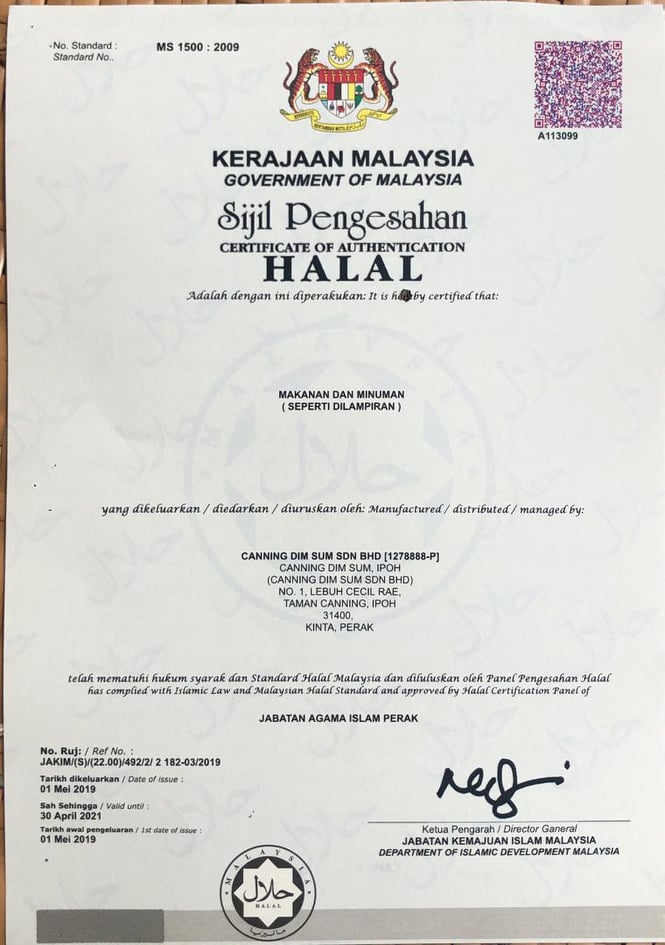 No. Standard :
Standard No..
MS 1500 : 2009
A113099
KERAJAAN MALAYSIA
GOVERNMENT OF MALAYSIA
Sijil Pengesahan
CERTIFICATE OF AUTHENTICATION
HALAL
Adalah dengan ini diperakukan: It is hereby certified that:
MAKANAN DAN MINUMAN
( SEPERTI DILAMPIRAN )
yang dikeluarkan / diedarkan / diuruskan oleh: Manufactured / distributed / managed by:
CANNING DIM SUM SDN BHD [1278888-P]
CANNING DIM SUM, IPOH
(CANNING DIM SUM SDN BHD)
NO. 1, LEBUH CECIL RAE,
TAMAN CANNING, IPOH
31400,
KINTA, PERAK
telah mematuhi hukum syarak dan Standard Halal Malaysia dan diluluskan oleh Panel Pengesahan Halal
has complied with Islamic Law and Malaysian Halal Standard and approved by Halal Certification Panel of
JABATAN AGAMA ISLAM PERAK
No. Ruj: / Ref No. :
JAKIM/(S)/(22.00)/492/2/ 2 182-03/2019
Tarikh dikeluarkan / Date of issue :
01 Mei 2019
Sah Sehingga / Valid until :
30 April 2021
Tarikh awal pengeluaran / 1st date of issue :
01 Mei 2019
Ketua Pengarah / Director Ganeral
JABATAN KEMAJUAN ISLAM MALAYSIA
DEPARTMENT OF ISLAMIC DEVELOPMENT MALAYSIA
MALAYSIA
حلال
HALAL
ماليزيا